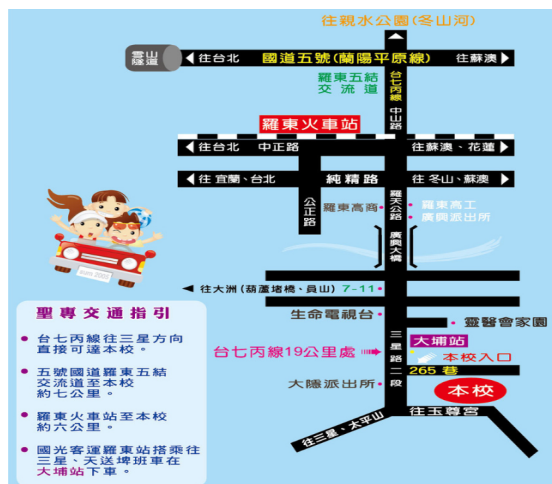 往親水公園(冬山河)
雪山
隧道
往台北 國道五號(蘭陽平原線) 往蘇澳
羅東五結
交流道
台七丙線
中山路
羅東火車站
往台北 中正路 往蘇澳、花蓮
往宜蘭、台北 純精路 往冬山、蘇澳
公正路
羅東高商
羅天公路
羅東高工
廣興派出所
廣興大橋
往大洲(葫蘆堵橋、員山) 7-11
生命電視台
靈醫會家園
三星路二段
大埔站
台七丙線19公里處
本校入口
265 巷
大隱派出所
本校
往三星、太平山
往玉尊宮
euro 2003
聖專交通指引
• 台七丙線往三星方向
直接可達本校。
• 五號國道羅東五結
交流道至本校
約七公里。
• 羅東火車站至本校
約六公里。
• 國光客運羅東站搭乘往
三星、天送埤班車在
大埔站下車。